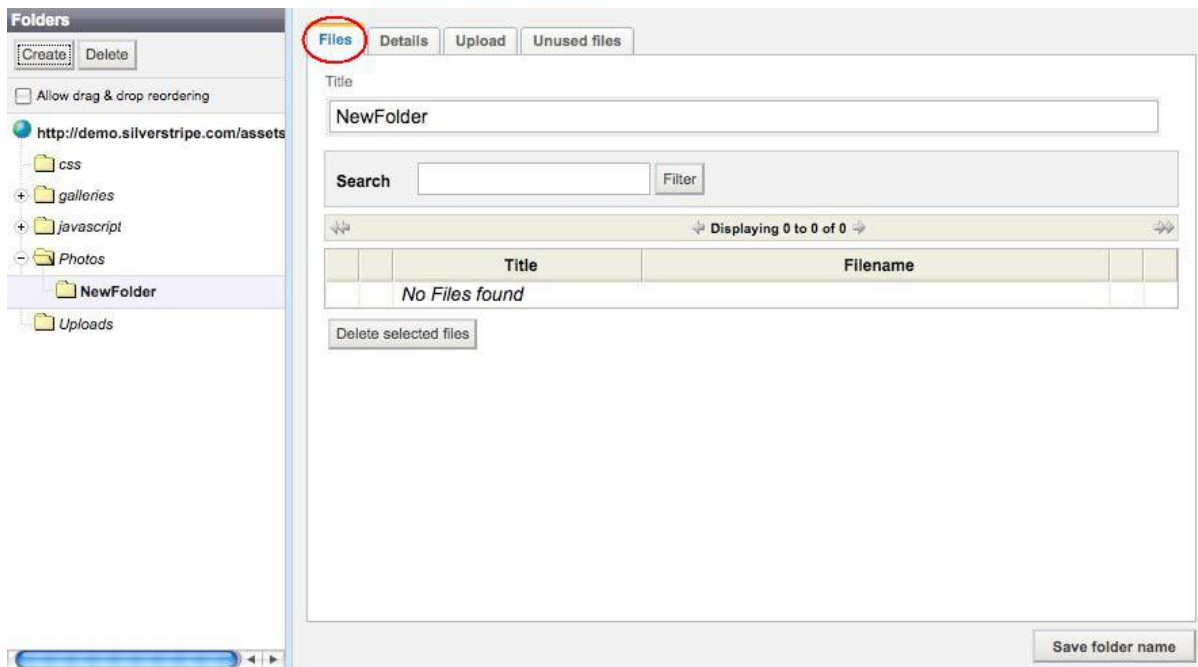 Folders
Create Delete
Allow drag & drop reordering
http://demo.silverstripe.com/assets
css
galleries
javascript
Photos
NewFolder
Uploads
Files Details Upload Unused files
Title
NewFolder
Search Filter
Displaying 0 to 0 of 0
Title Filename
No Files found
Delete selected files
Save folder name